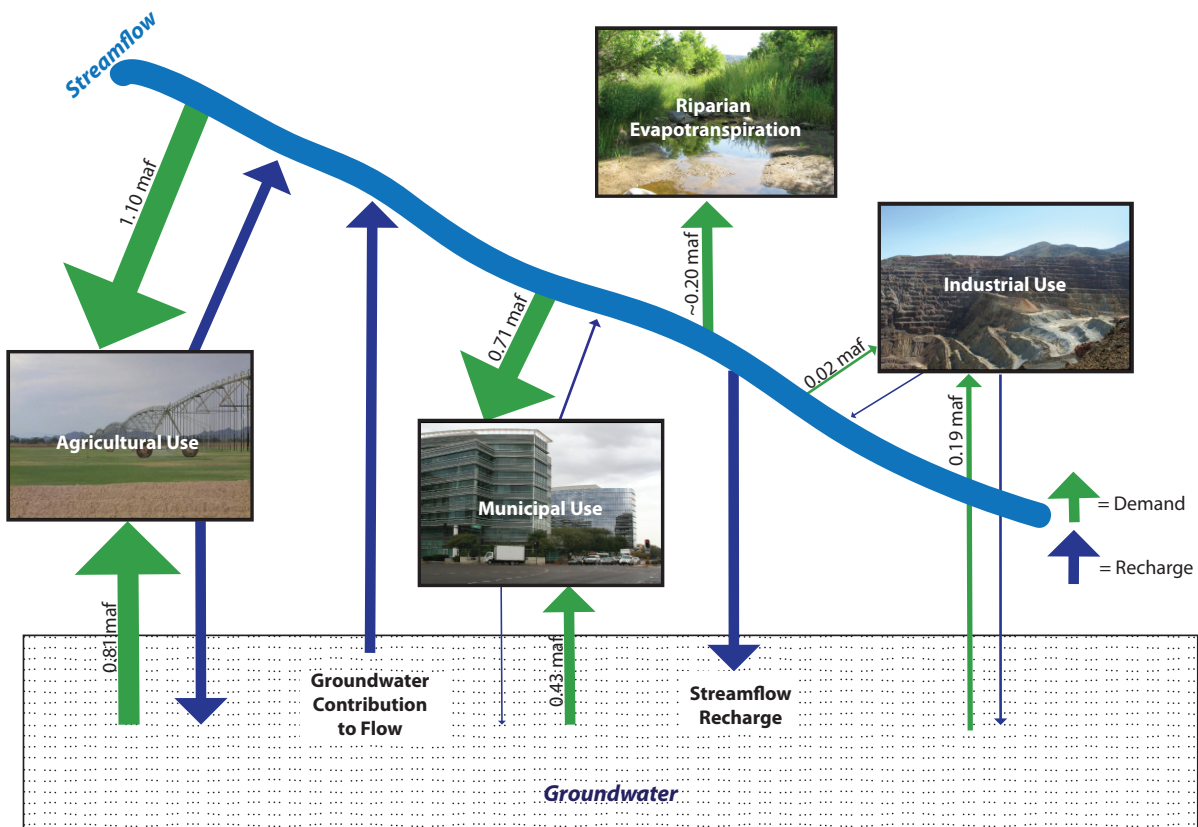 Streamflow
Riparian
Evapotranspiration
1.10 maf
~0.20 maf
Industrial Use
0.71 maf
0.02 maf
Agricultural Use
Municipal Use
0.19 maf
= Demand
= Recharge
0.81 maf
0.43 maf
Groundwater
Contribution
to Flow
Streamflow
Recharge
Groundwater